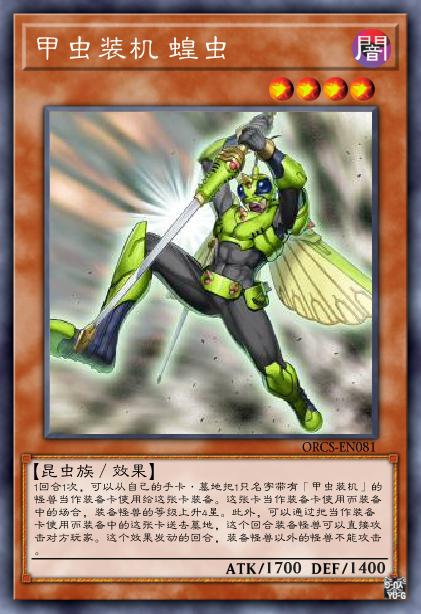 甲虫装机 蝗虫
闇
ORCS-EN081
【昆虫族／效果】
1回合1次，可以从自己的手卡·墓地把1只名字带有「甲虫装机」的
怪兽当作装备卡使用给这张卡装备。这张卡当作装备卡使用而装备
中的场合，装备怪兽的等级上升4星。此外，可以通过把当作装备
卡使用而装备中的这张卡送去墓地，这个回合装备怪兽可以直接攻
击对方玩家。这个效果发动的回合，装备怪兽以外的怪兽不能攻击
。
ATK/1700 DEF/1400